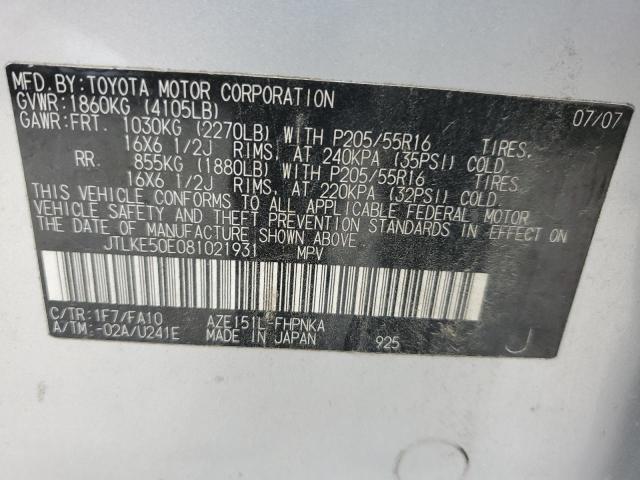 MFD.BY:TOYOTA MOTOR CORPORATION 07/07
GVWR:1860KG (4105LB)
GAWR:FRT. 1030KG (2270LB) WITH P205/55R16 TIRES,
16X6 1/2J RIMS, AT 240KPA (35PSI) COLD
RR. 855KG (1880LB) WITH P205/55R16 TIRES,
16X6 1/2J RIMS, AT 220KPA (32PSI) COLD.
THIS VEHICLE CONFORMS TO ALL APPLICABLE FEDERAL MOTOR
VEHICLE SAFETY AND THEFT PREVENTION STANDARDS IN EFFECT ON
THE DATE OF MANUFACTURE SHOWN ABOVE.
JTLKE50E081021931 MPV
C/TR:1F7/FA10 AZE151L-FHPNKA
A/TM:-02A/U241E MADE IN JAPAN 925 J